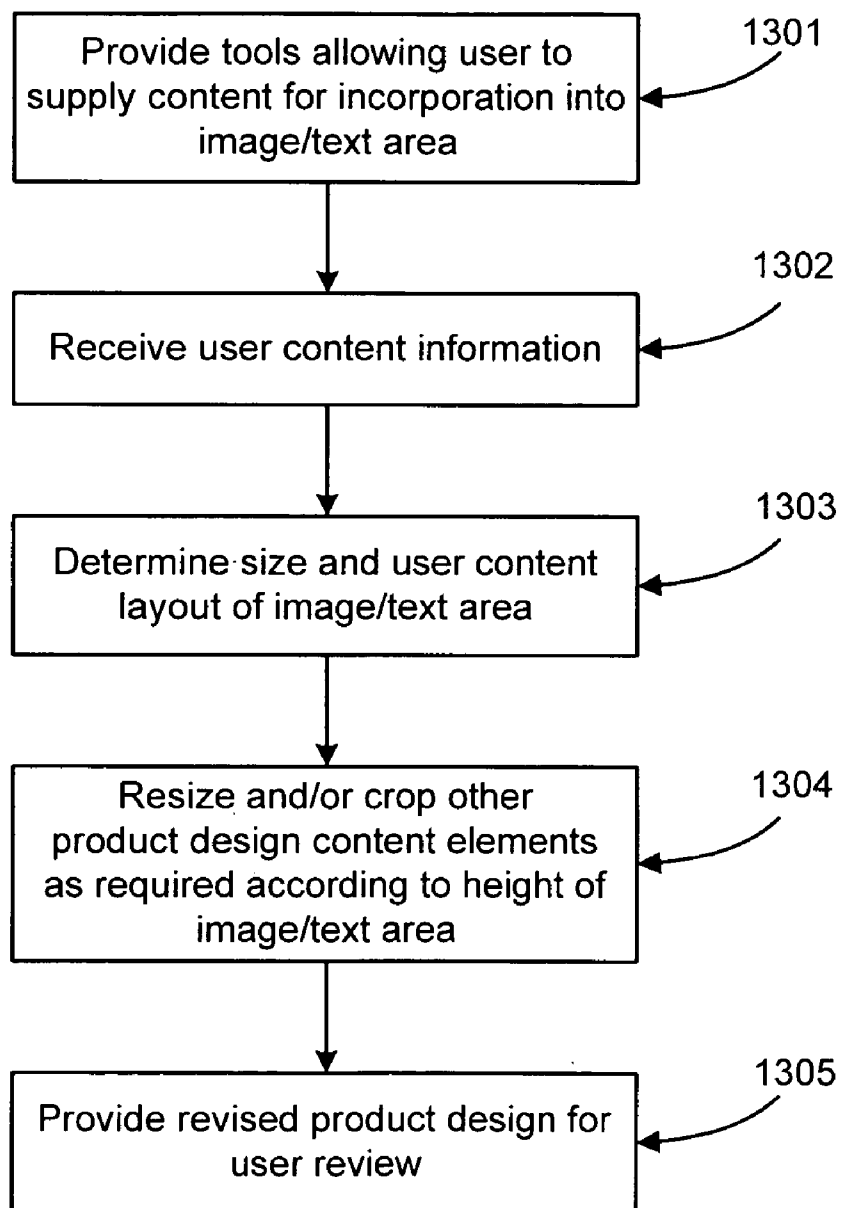 Provide tools allowing user to
supply content for incorporation into
image/text area
1301
Receive user content information
1302
Determine size and user content
layout of image/text area
1303
Resize and/or crop other
product design content elements
as required according to height of
image/text area
1304
Provide revised product design for
user review
1305